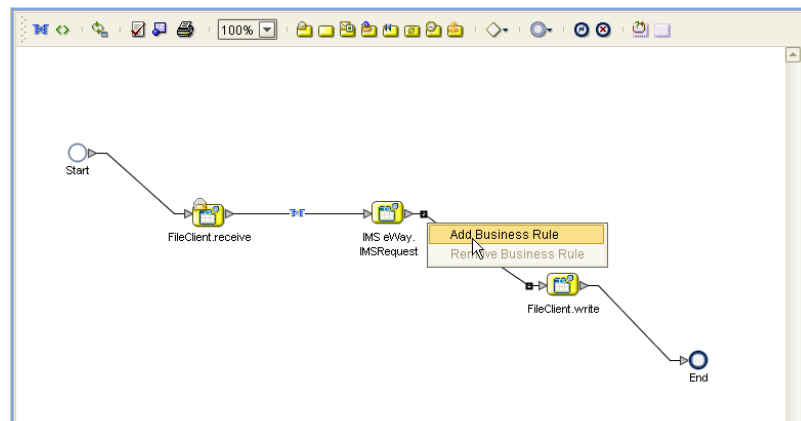 100%
Start
FileClient.receive
IMS eWay.
IMSRequest
Add Business Rule
Remove Business Rule
FileClient.write
End